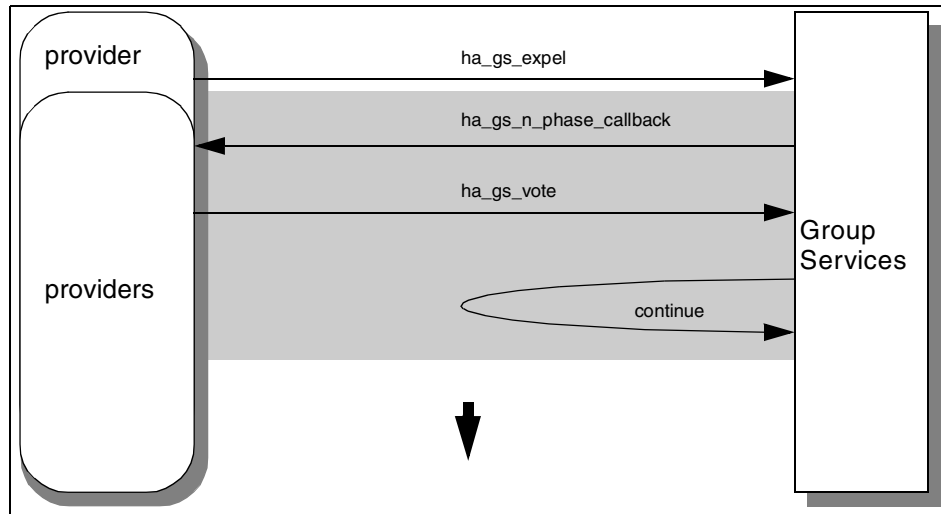 provider
ha_gs_expel
ha_gs_n_phase_callback
ha_gs_vote
Group
Services
providers
continue